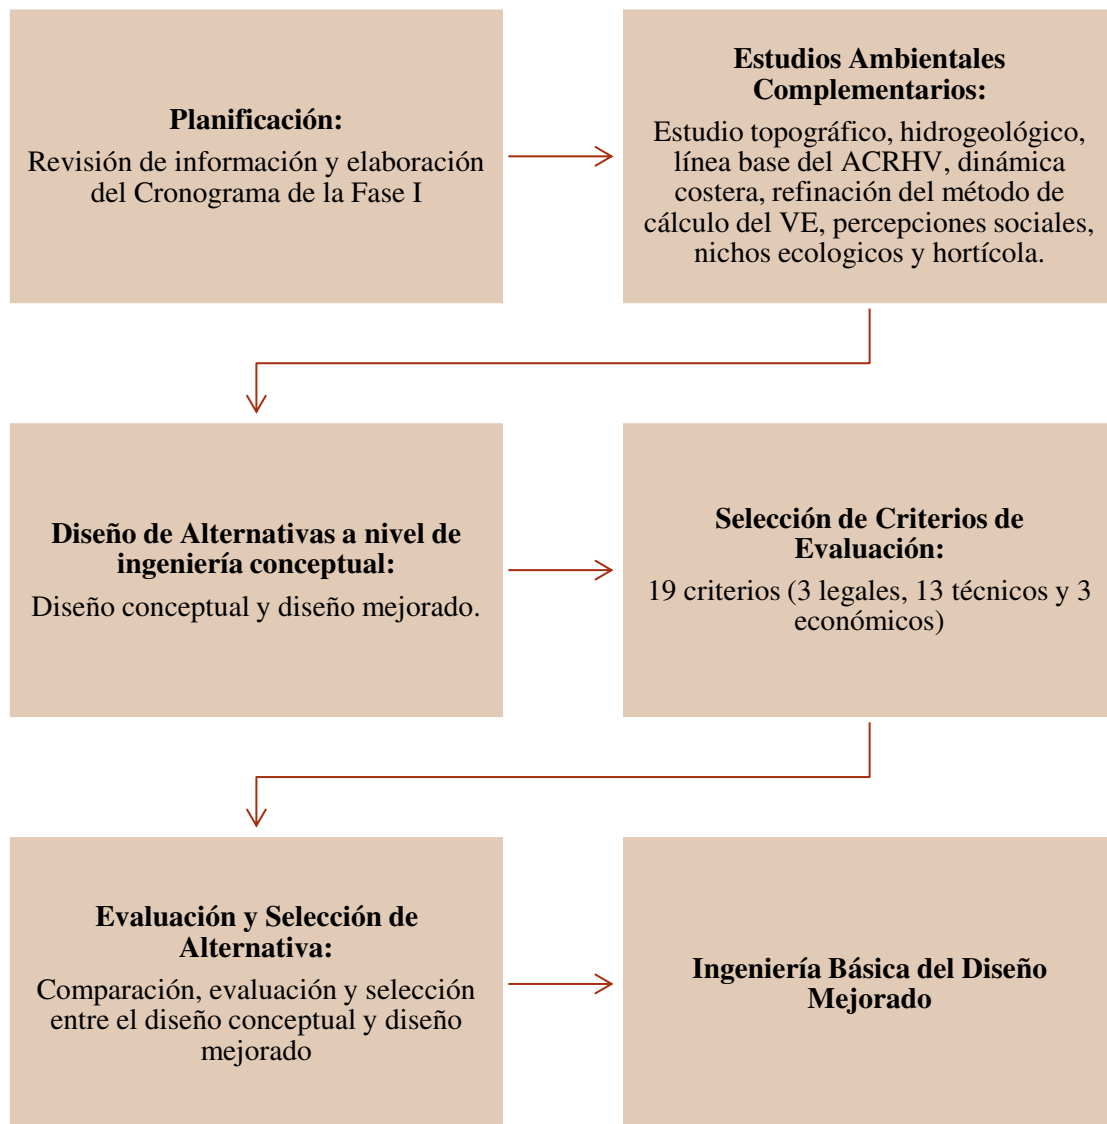 Planificación:
Revisión de información y elaboración
del Cronograma de la Fase I
Estudios Ambientales
Complementarios:
Estudio topográfico, hidrogeológico,
línea base del ACRHV, dinámica
costera, refinación del método de
cálculo del VE, percepciones sociales,
nichos ecologicos y hortícola.
Diseño de Alternativas a nivel de
ingeniería conceptual:
Diseño conceptual y diseño mejorado.
Selección de Criterios de
Evaluación:
19 criterios (3 legales, 13 técnicos y 3
económicos)
Evaluación y Selección de
Alternativa:
Comparación, evaluación y selección
entre el diseño conceptual y diseño
mejorado
Ingeniería Básica del Diseño
Mejorado